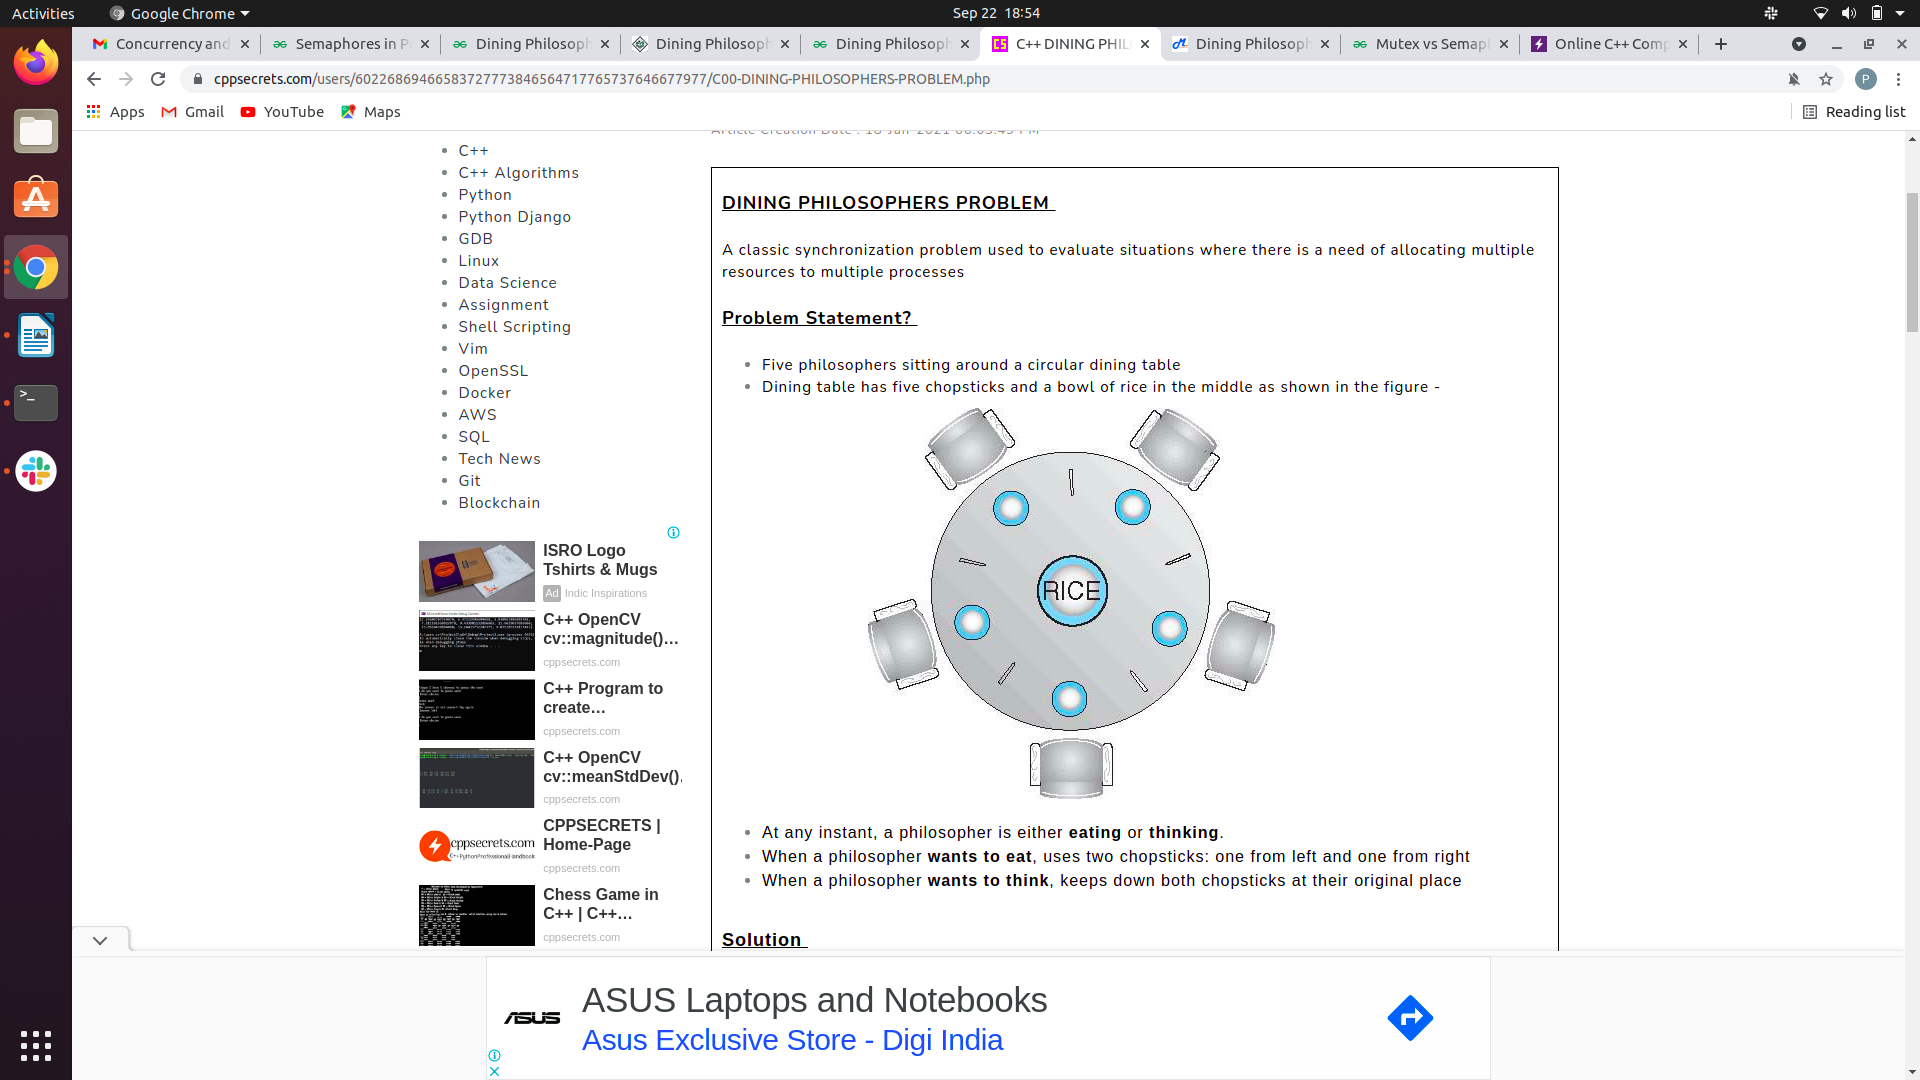 Activities
Google Chrome
Sep 22 18:54
Concurrency and
Semaphores in P
Dining Philosoph
Dining Philosoph
Dining Philosoph
C++ DINING PHIL
Dining Philosoph
Mutex vs Semap
Online C++ Comp
cppsecrets.com/users/6022686946658372777384656471776573764667797​7/C00-DINING-PHILOSOPHERS-PROBLEM.php
P
Apps
Gmail
YouTube
Maps
Reading list
C++
C++ Algorithms
Python
Python Django
GDB
Linux
Data Science
Assignment
Shell Scripting
Vim
OpenSSL
Docker
AWS
SQL
Tech News
Git
Blockchain
ISRO Logo
Tshirts & Mugs
Ad Indic Inspirations
C++ OpenCV
cv::magnitude()...
cppsecrets.com
C++ Program to
create...
cppsecrets.com
C++ OpenCV
cv::meanStdDev().
cppsecrets.com
cppsecrets.com
CPPSECRETS |
Home-Page
cppsecrets.com
Chess Game in
C++ | C++...
cppsecrets.com
DINING PHILOSOPHERS PROBLEM
A classic synchronization problem used to evaluate situations where there is a need of allocating multiple
resources to multiple processes
Problem Statement?
Five philosophers sitting around a circular dining table
Dining table has five chopsticks and a bowl of rice in the middle as shown in the figure -
RICE
At any instant, a philosopher is either eating or thinking.
When a philosopher wants to eat, uses two chopsticks: one from left and one from right
When a philosopher wants to think, keeps down both chopsticks at their original place
Solution
ASUS
ASUS Laptops and Notebooks
Asus Exclusive Store - Digi India